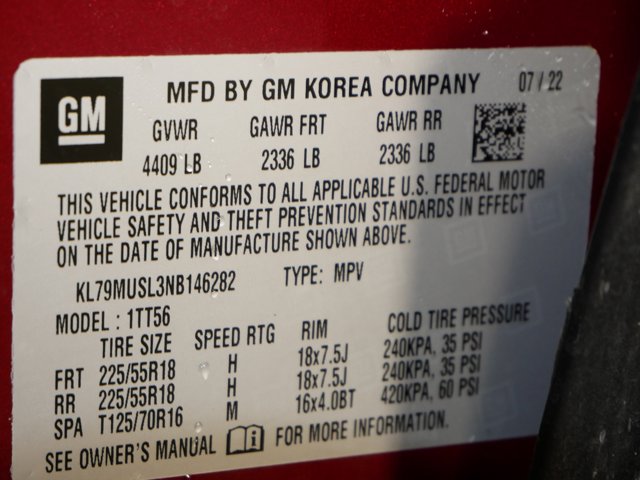 GM MFD BY GM KOREA COMPANY 07/22
GVWR GAWR FRT GAWR RR
4409 LB 2336 LB 2336 LB
THIS VEHICLE CONFORMS TO ALL APPLICABLE U.S. FEDERAL MOTOR
VEHICLE SAFETY AND THEFT PREVENTION STANDARDS IN EFFECT
ON THE DATE OF MANUFACTURE SHOWN ABOVE.
KL79MUSL3NB146282 TYPE: MPV
MODEL : 1TT56
TIRE SIZE SPEED RTG RIM COLD TIRE PRESSURE
FRT 225/55R18 H 18x7.5J 240KPA, 35 PSI
RR 225/55R18 H 18x7.5J 240KPA, 35 PSI
SPA T125/70R16 M 16x4.0BT 420KPA, 60 PSI
SEE OWNER'S MANUAL FOR MORE INFORMATION.